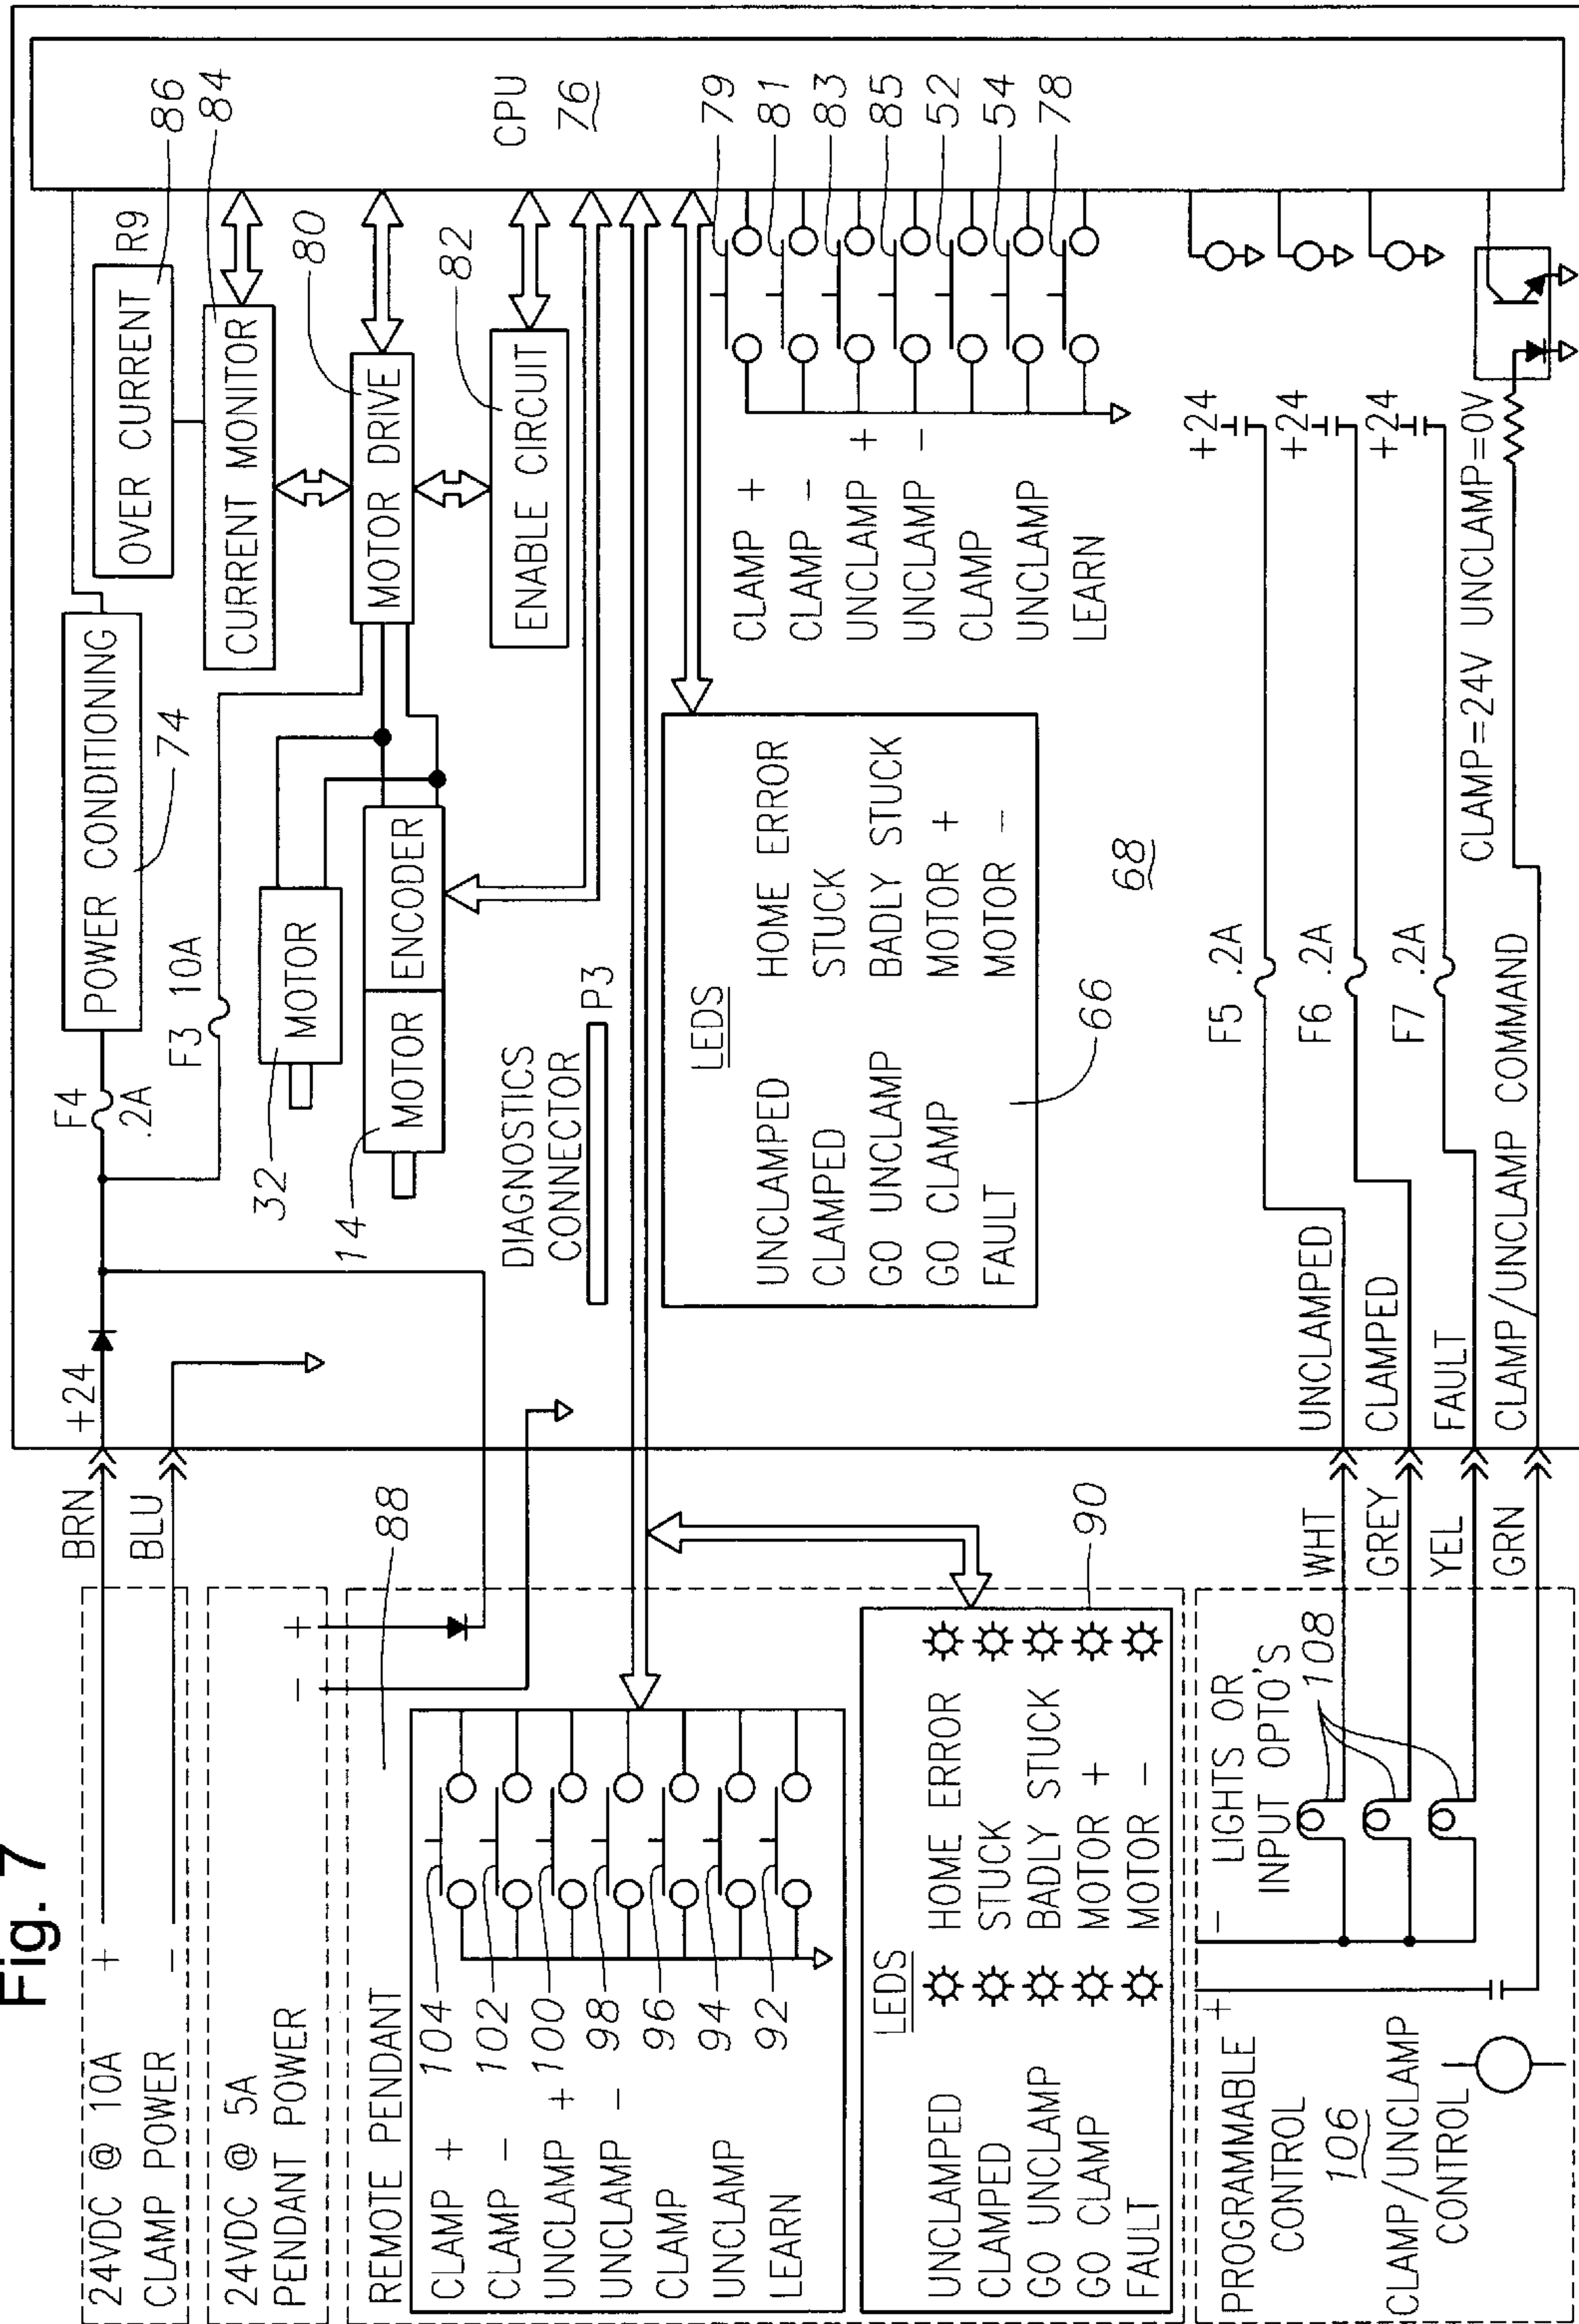 Fig. 7
24VDC @ 10A +
CLAMP POWER -
BRN
BLU
+24
F4
.2A
POWER CONDITIONING
74
OVER CURRENT R9
86
CURRENT MONITOR
84
F3 10A
MOTOR DRIVE
80
ENABLE CIRCUIT
82
CPU
76
32
MOTOR
14
MOTOR ENCODER
24VDC @ 5A
PENDANT POWER
- +
DIAGNOSTICS
CONNECTOR
P3
REMOTE PENDANT
88
CLAMP + 104
CLAMP - 102
UNCLAMP + 100
UNCLAMP - 98
CLAMP 96
UNCLAMP 94
LEARN 92
LEDS
UNCLAMPED HOME ERROR
CLAMPED STUCK
GO UNCLAMP BADLY STUCK
GO CLAMP MOTOR +
FAULT MOTOR -
66
68
CLAMP + 79
CLAMP - 81
UNCLAMP + 83
UNCLAMP - 85
CLAMP 52
UNCLAMP 54
LEARN 78
LEDS
UNCLAMPED HOME ERROR
CLAMPED STUCK
GO UNCLAMP BADLY STUCK
GO CLAMP MOTOR +
FAULT MOTOR -
90
PROGRAMMABLE
CONTROL
106
CLAMP/UNCLAMP
CONTROL
+
-
LIGHTS OR
INPUT OPTO'S
108
WHT
GREY
YEL
GRN
UNCLAMPED
CLAMPED
FAULT
CLAMP/UNCLAMP COMMAND
F5 .2A
F6 .2A
F7 .2A
+24
+24
+24
CLAMP=24V UNCLAMP=0V